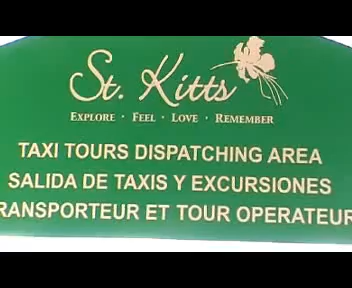 St. Kitts
EXPLORE · FEEL · LOVE · REMEMBER
TAXI TOURS DISPATCHING AREA
SALIDA DE TAXIS Y EXCURSIONES
RANSPORTEUR ET TOUR OPERATEUR